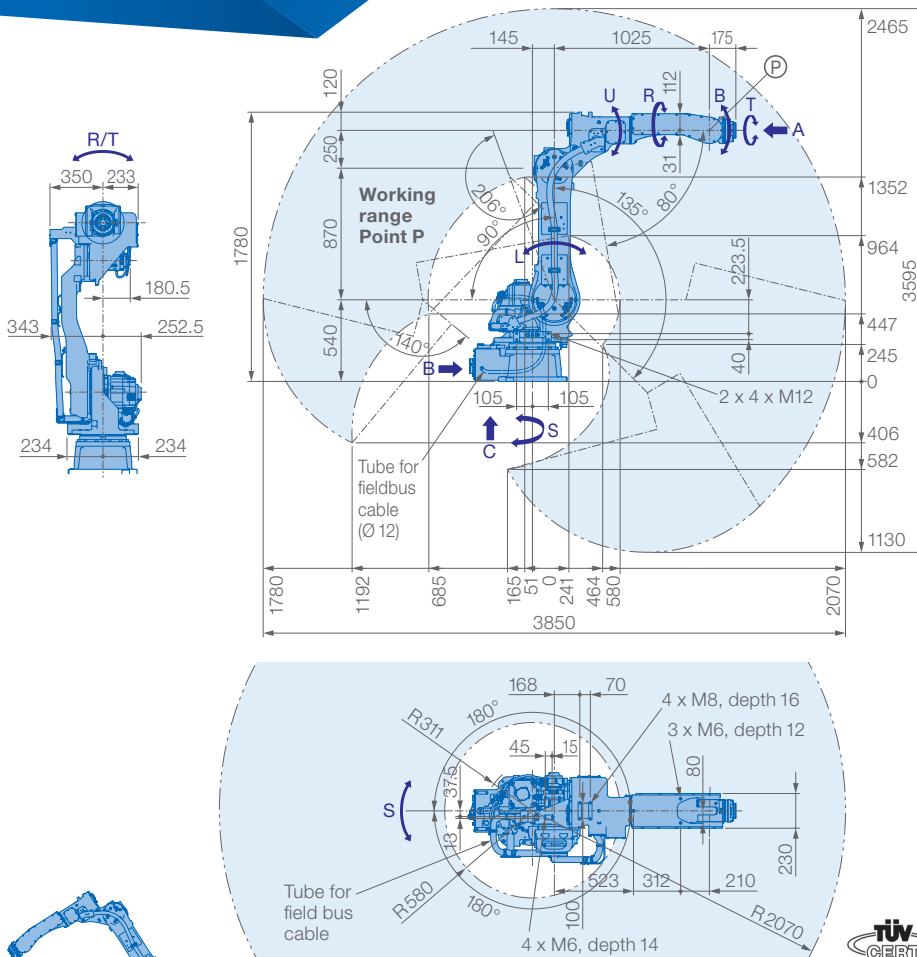 2465
145
1025
175
P
120
112
U
R
B
T
A
R/T
350
233
250
31
80°
Working
range
Point P
206°
90°
135°
1352
1780
870
964
L
223.5
3595
180.5
343
252.5
540
140°
447
40
245
B
0
2 x 4 x M12
105
105
S
C
406
234
234
582
Tube for
fieldbus
cable
(Ø 12)
1130
1780
1192
685
165
51
0
241
464
580
2070
3850
168
70
4 x M8, depth 16
R311
180°
3 x M6, depth 12
45
15
80
37.5
S
13
230
523
312
210
Tube for
field bus
cable
R580
180°
100
R2070
4 x M6, depth 14
TÜV
CERT